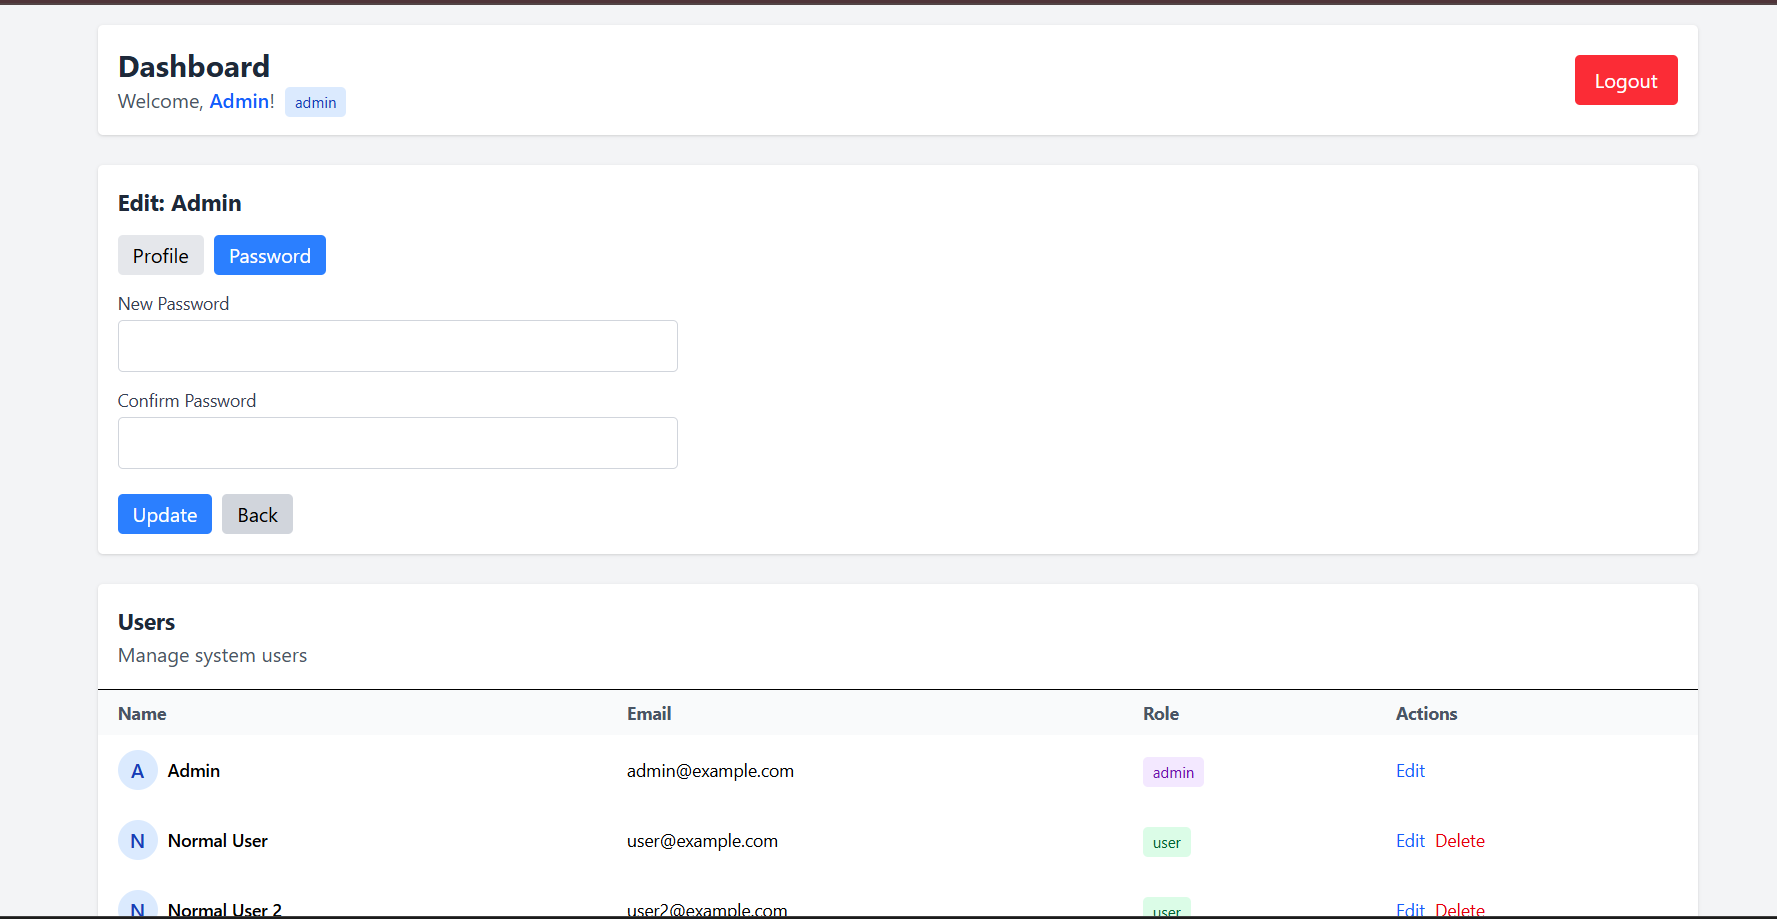 Dashboard
Welcome, Admin! admin
Logout
Edit: Admin
Profile Password
New Password
Confirm Password
Update Back
Users
Manage system users
Name Email Role Actions
A Admin admin@example.com admin Edit
N Normal User user@example.com user Edit Delete
N Normal User 2 user2@example.com user Edit Delete